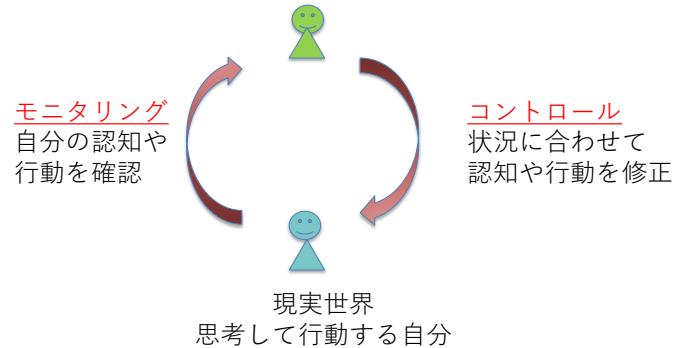 モニタリング
自分の認知や
行動を確認
コントロール
状況に合わせて
認知や行動を修正
現実世界
思考して行動する自分